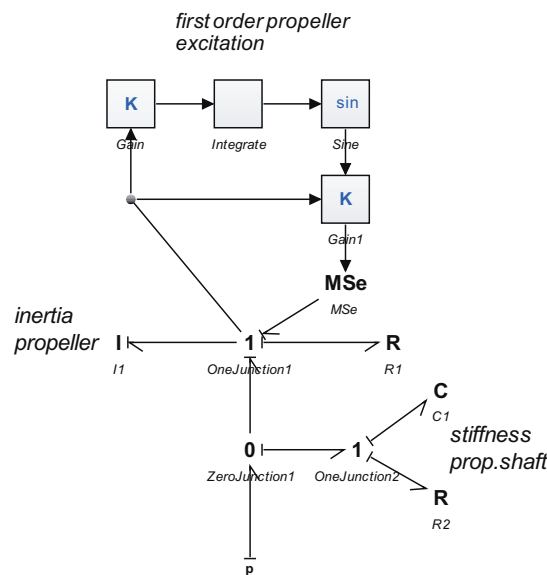 first order propeller
excitation
K
sin
Gain
Integrate
Sine
K
Gain1
MSe
MSe
inertia
propeller
I
1
R
I1
OneJunction1
R1
C
C1
stiffness
prop.shaft
0
1
ZeroJunction1
OneJunction2
R
R2
p